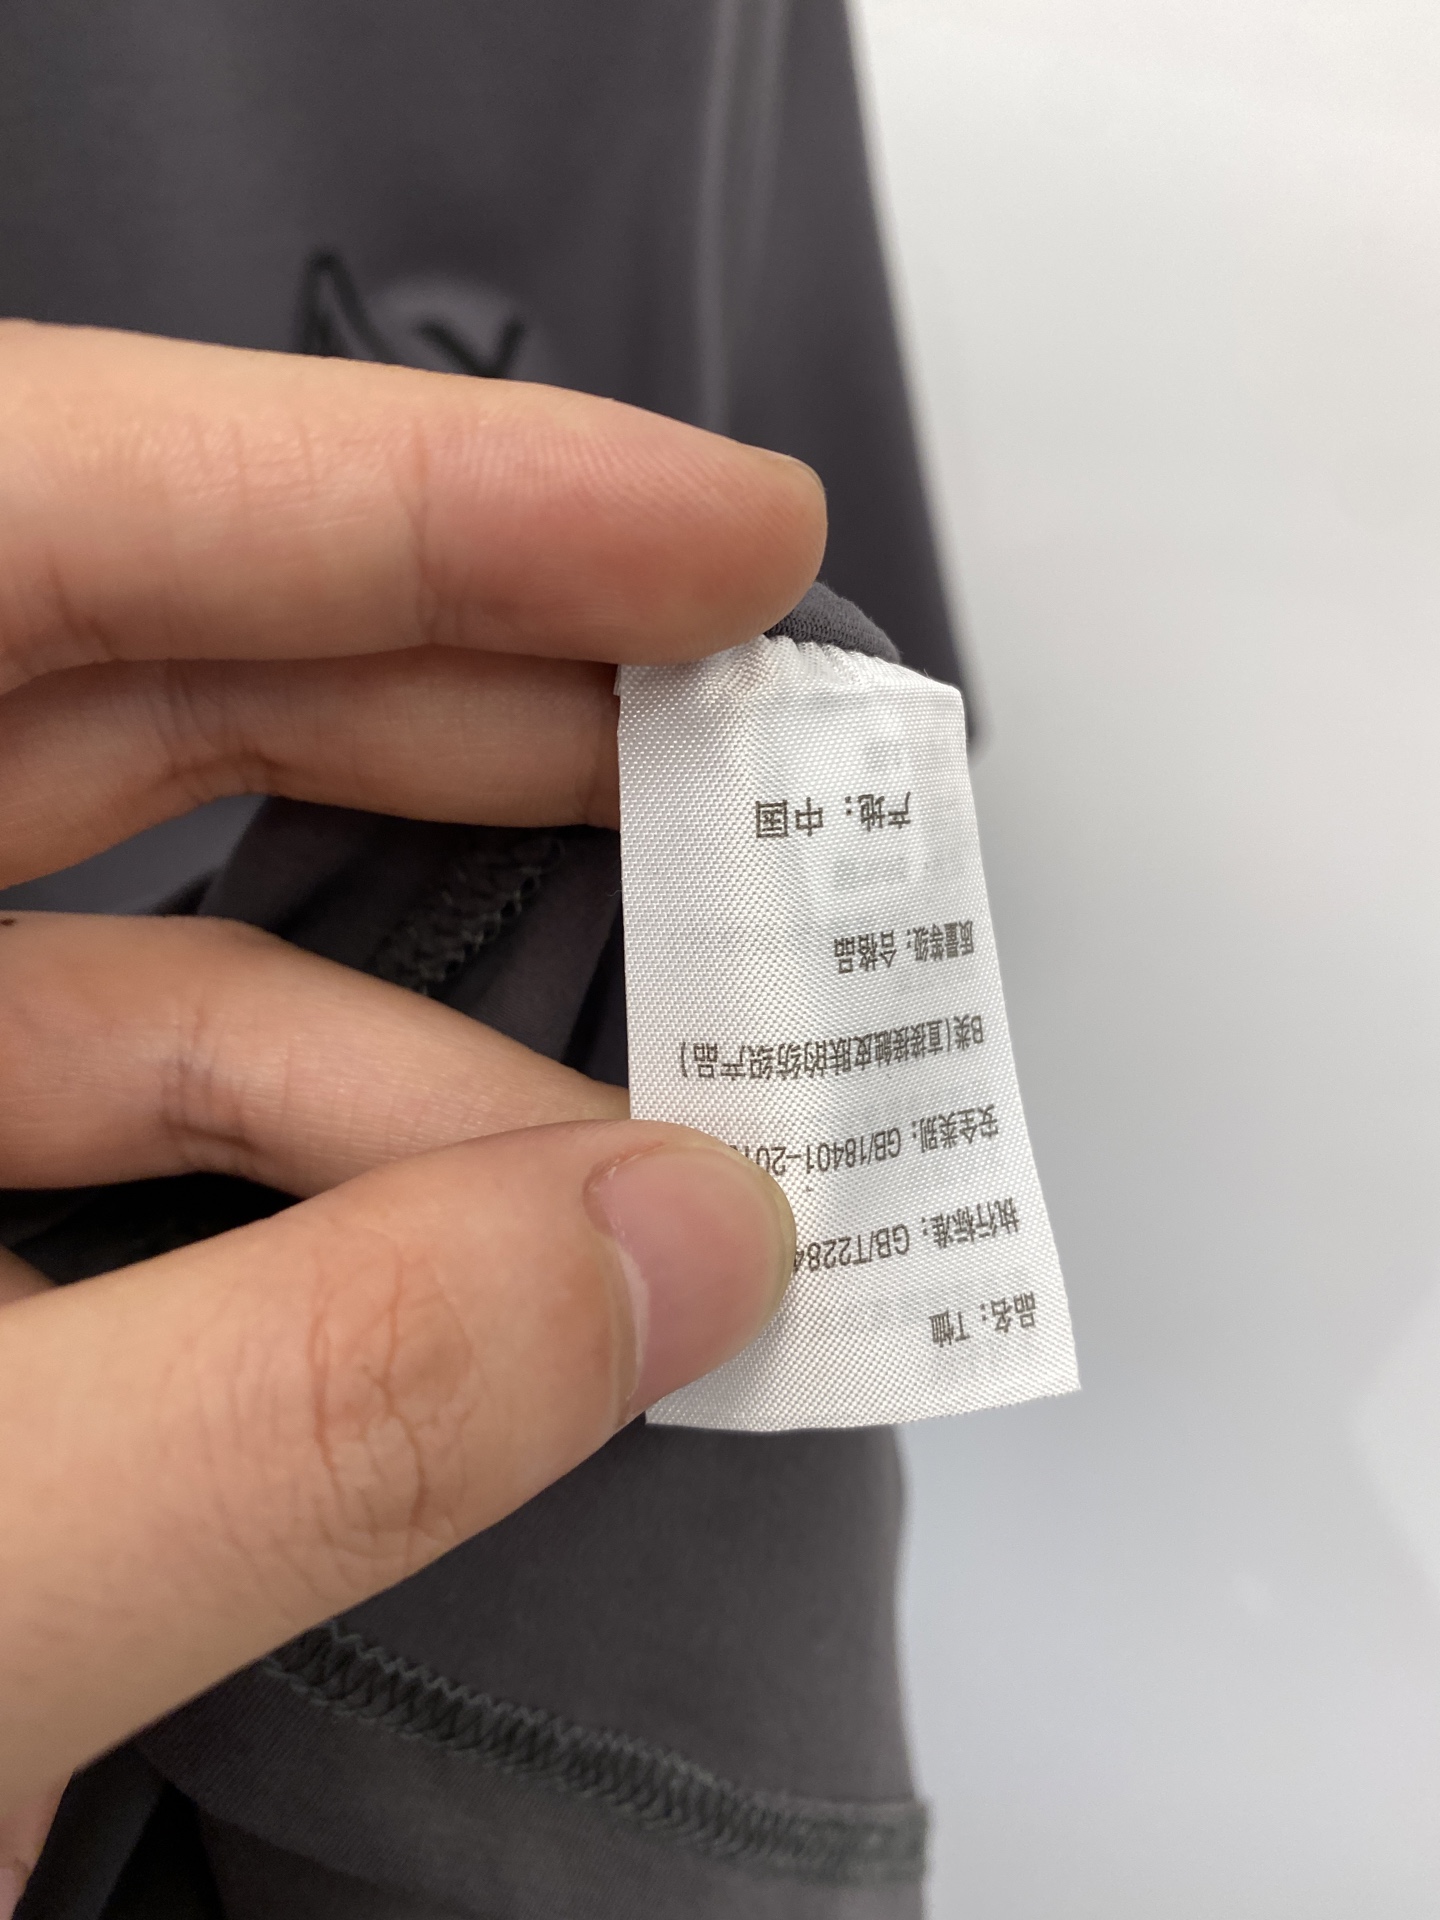 品名：T恤
执行标准：GB/T2284
安全类别：GB/18401-201
B类(直接接触皮肤的纺织产品)
质量等级：合格品
产地：中国